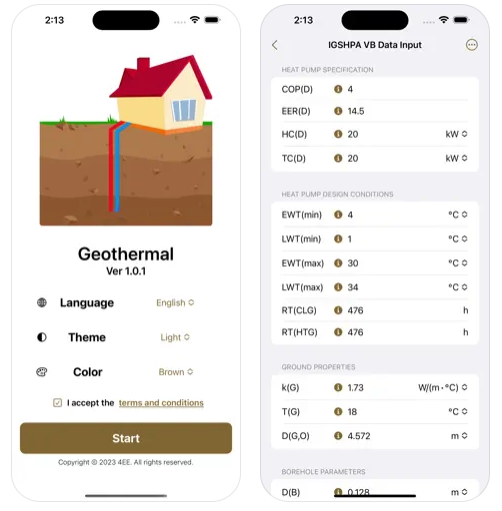 2:13
Geothermal
Ver 1.0.1
Language English
Theme Light
Color Brown
I accept the terms and conditions
Start
Copyright © 2023 4EE. All rights reserved.
2:13
IGSHPA VB Data Input
HEAT PUMP SPECIFICATION
COP(D) 4
EER(D) 14.5
HC(D) 20 kW
TC(D) 20 kW
HEAT PUMP DESIGN CONDITIONS
EWT(min) 4 °C
LWT(min) 1 °C
EWT(max) 30 °C
LWT(max) 34 °C
RT(CLG) 476 h
RT(HTG) 476 h
GROUND PROPERTIES
k(G) 1.73 W/(m·°C)
T(G) 18 °C
D(G,O) 4.572 m
BOREHOLE PARAMETERS
D(B) 0.128 m